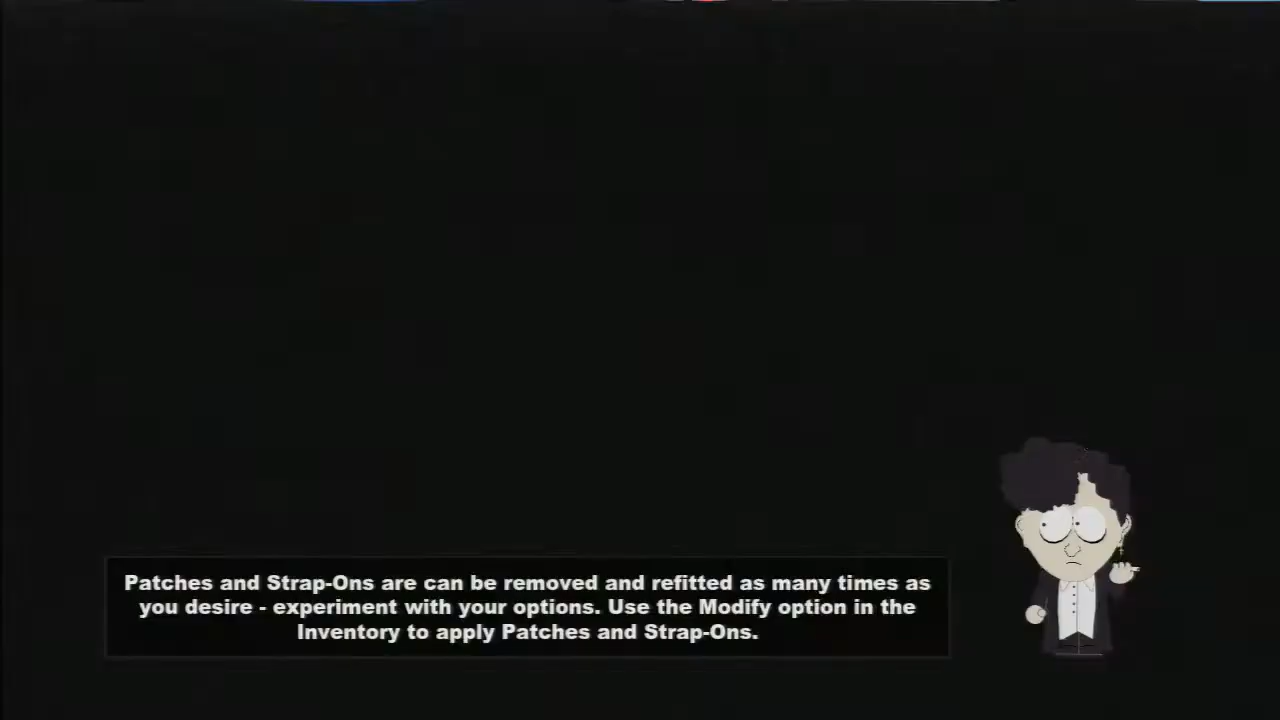 Patches and Strap-Ons are can be removed and refitted as many times as
you desire - experiment with your options. Use the Modify option in the
Inventory to apply Patches and Strap-Ons.